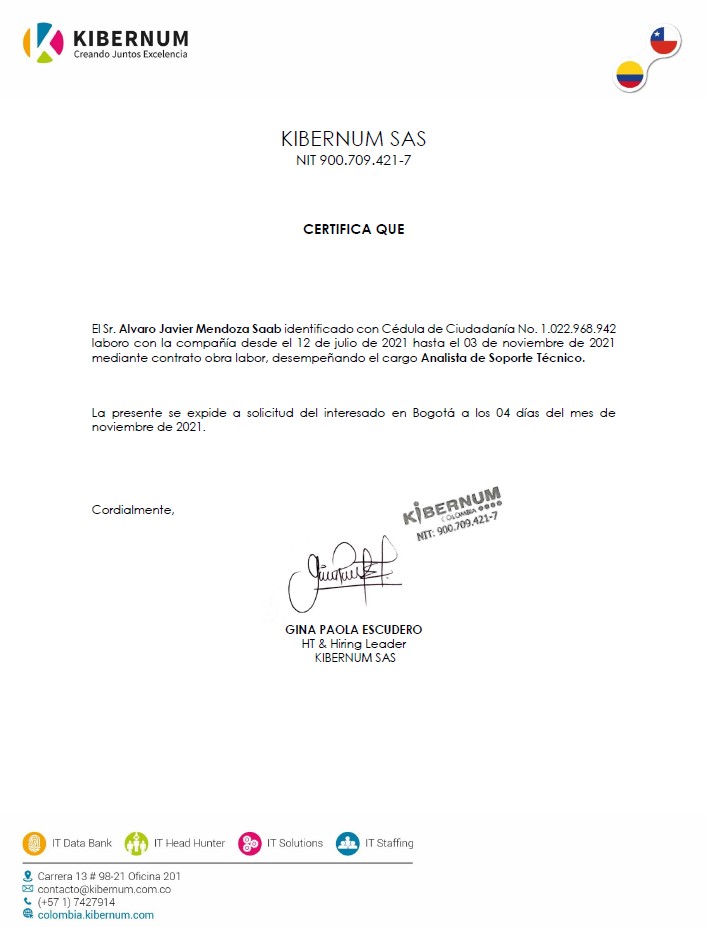 KIBERNUM
Creando Juntos Excelencia
KIBERNUM SAS
NIT 900.709.421-7
CERTIFICA QUE
El Sr. Alvaro Javier Mendoza Saab identificado con Cédula de Ciudadanía No. 1.022.968.942
laboro con la compañía desde el 12 de julio de 2021 hasta el 03 de noviembre de 2021
mediante contrato obra labor, desempeñando el cargo Analista de Soporte Técnico.
La presente se expide a solicitud del interesado en Bogotá a los 04 días del mes de
noviembre de 2021.
Cordialmente,
KIBERNUM
COLOMBIA
NIT: 900.709.421-7
GINA PAOLA ESCUDERO
HT & Hiring Leader
KIBERNUM SAS
IT Data Bank IT Head Hunter IT Solutions IT Staffing
Carrera 13 # 98-21 Oficina 201
contacto@kibernum.com.co
(+57 1) 7427914
colombia.kibernum.com